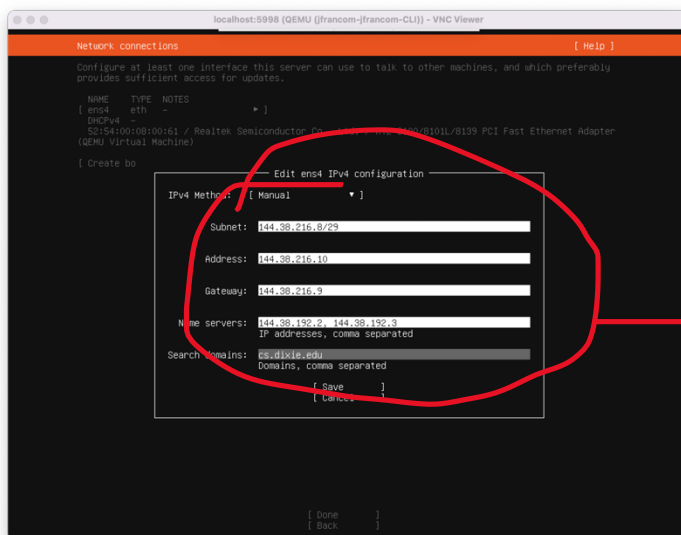 localhost:5998 (QEMU (jfrancom-jfrancom-CLI)) - VNC Viewer
Network connections [ Help ]
Configure at least one interface this server can use to talk to other machines, and which preferably
provides sufficient access for updates.
NAME TYPE NOTES
[ ens4 eth - ▸ ]
DHCPv4 -
52:54:00:08:00:61 / Realtek Semiconductor Co., 8100/8101L/8139 PCI Fast Ethernet Adapter
(QEMU Virtual Machine)
[ Create bo
Edit ens4 IPv4 configuration
IPv4 Method: [ Manual ▾ ]
Subnet: 144.38.216.8/29
Address: 144.38.216.10
Gateway: 144.38.216.9
Name servers: 144.38.192.2, 144.38.192.3
IP addresses, comma separated
Search domains: cs.dixie.edu
Domains, comma separated
[ Save ]
[ Cancel ]
[ Done ]
[ Back ]